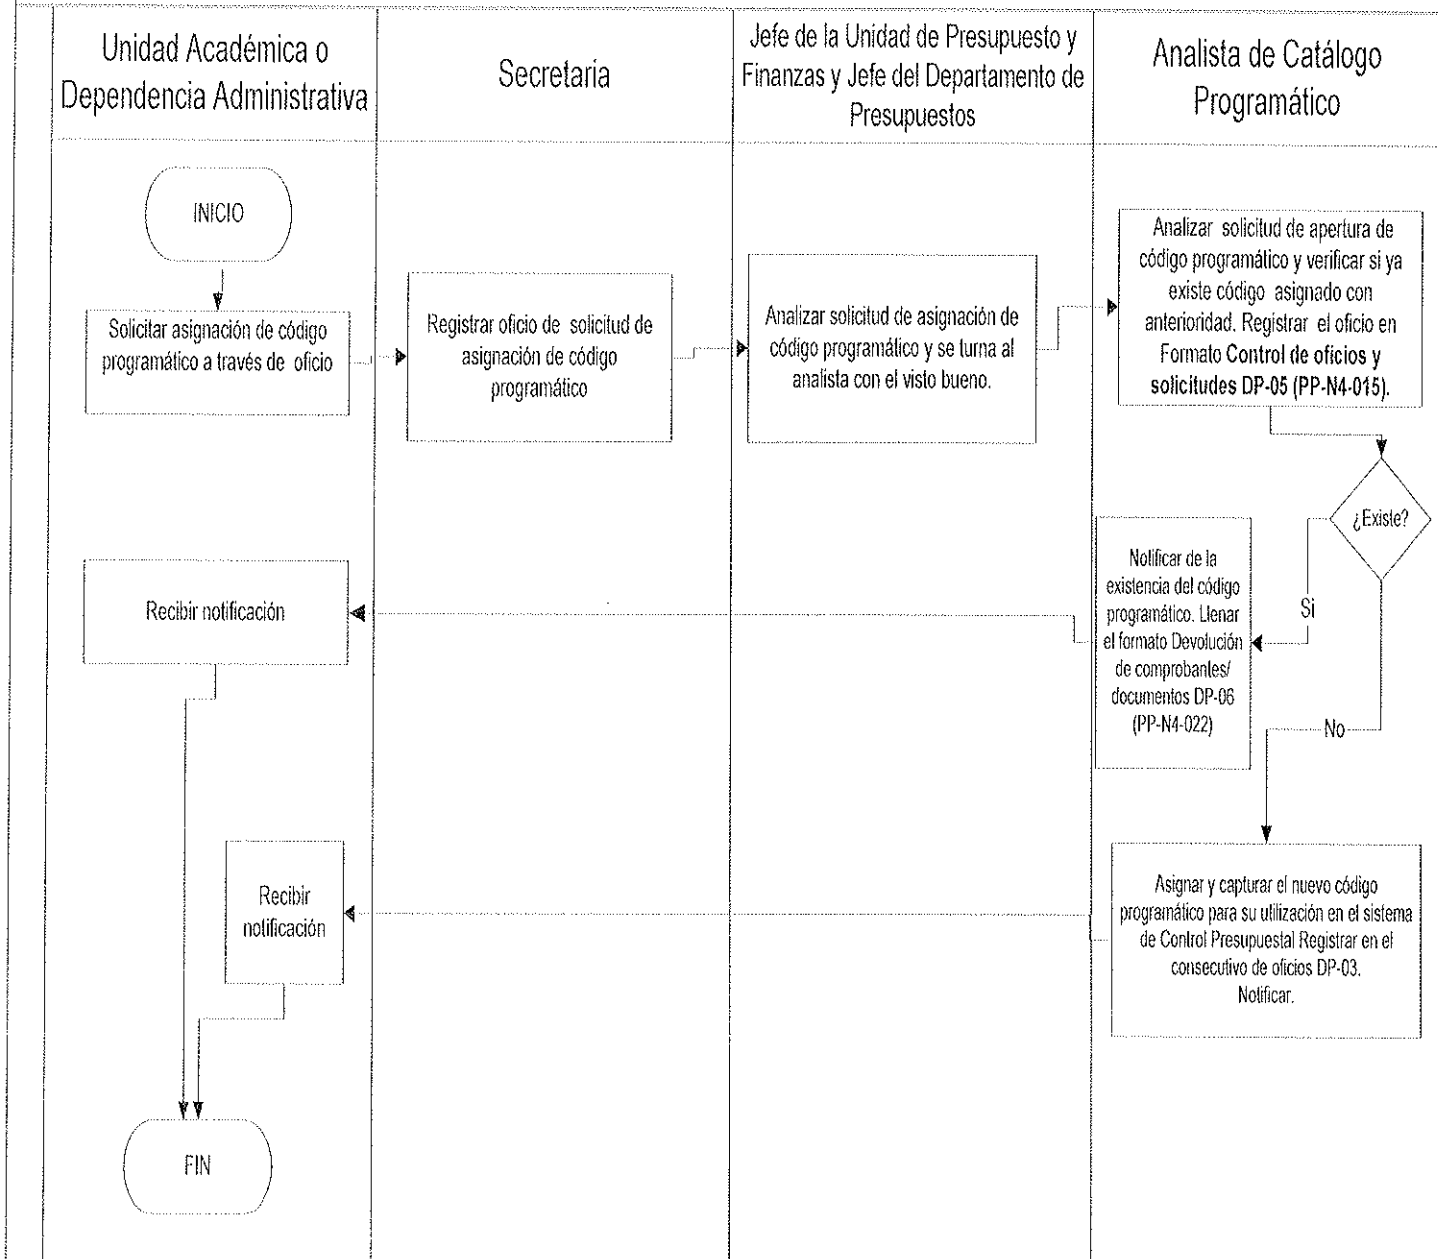 Unidad Académica o
Dependencia Administrativa
Secretaria
Jefe de la Unidad de Presupuesto y
Finanzas y Jefe del Departamento de
Presupuestos
Analista de Catálogo
Programático
INICIO
Solicitar asignación de código
programático a través de oficio
Registrar oficio de solicitud de
asignación de código
programático
Analizar solicitud de asignación de
código programático y se turna al
analista con el visto bueno.
Analizar solicitud de apertura de
código programático y verificar si ya
existe código asignado con
anterioridad. Registrar el oficio en
Formato Control de oficios y
solicitudes DP-05 (PP-N4-015).
¿Existe?
Si
No
Notificar de la
existencia del código
programático. Llenar
el formato Devolución
de comprobantes/
documentos DP-06
(PP-N4-022)
Recibir notificación
Asignar y capturar el nuevo código
programático para su utilización en el sistema
de Control Presupuestal Registrar en el
consecutivo de oficios DP-03.
Notificar.
Recibir
notificación
FIN